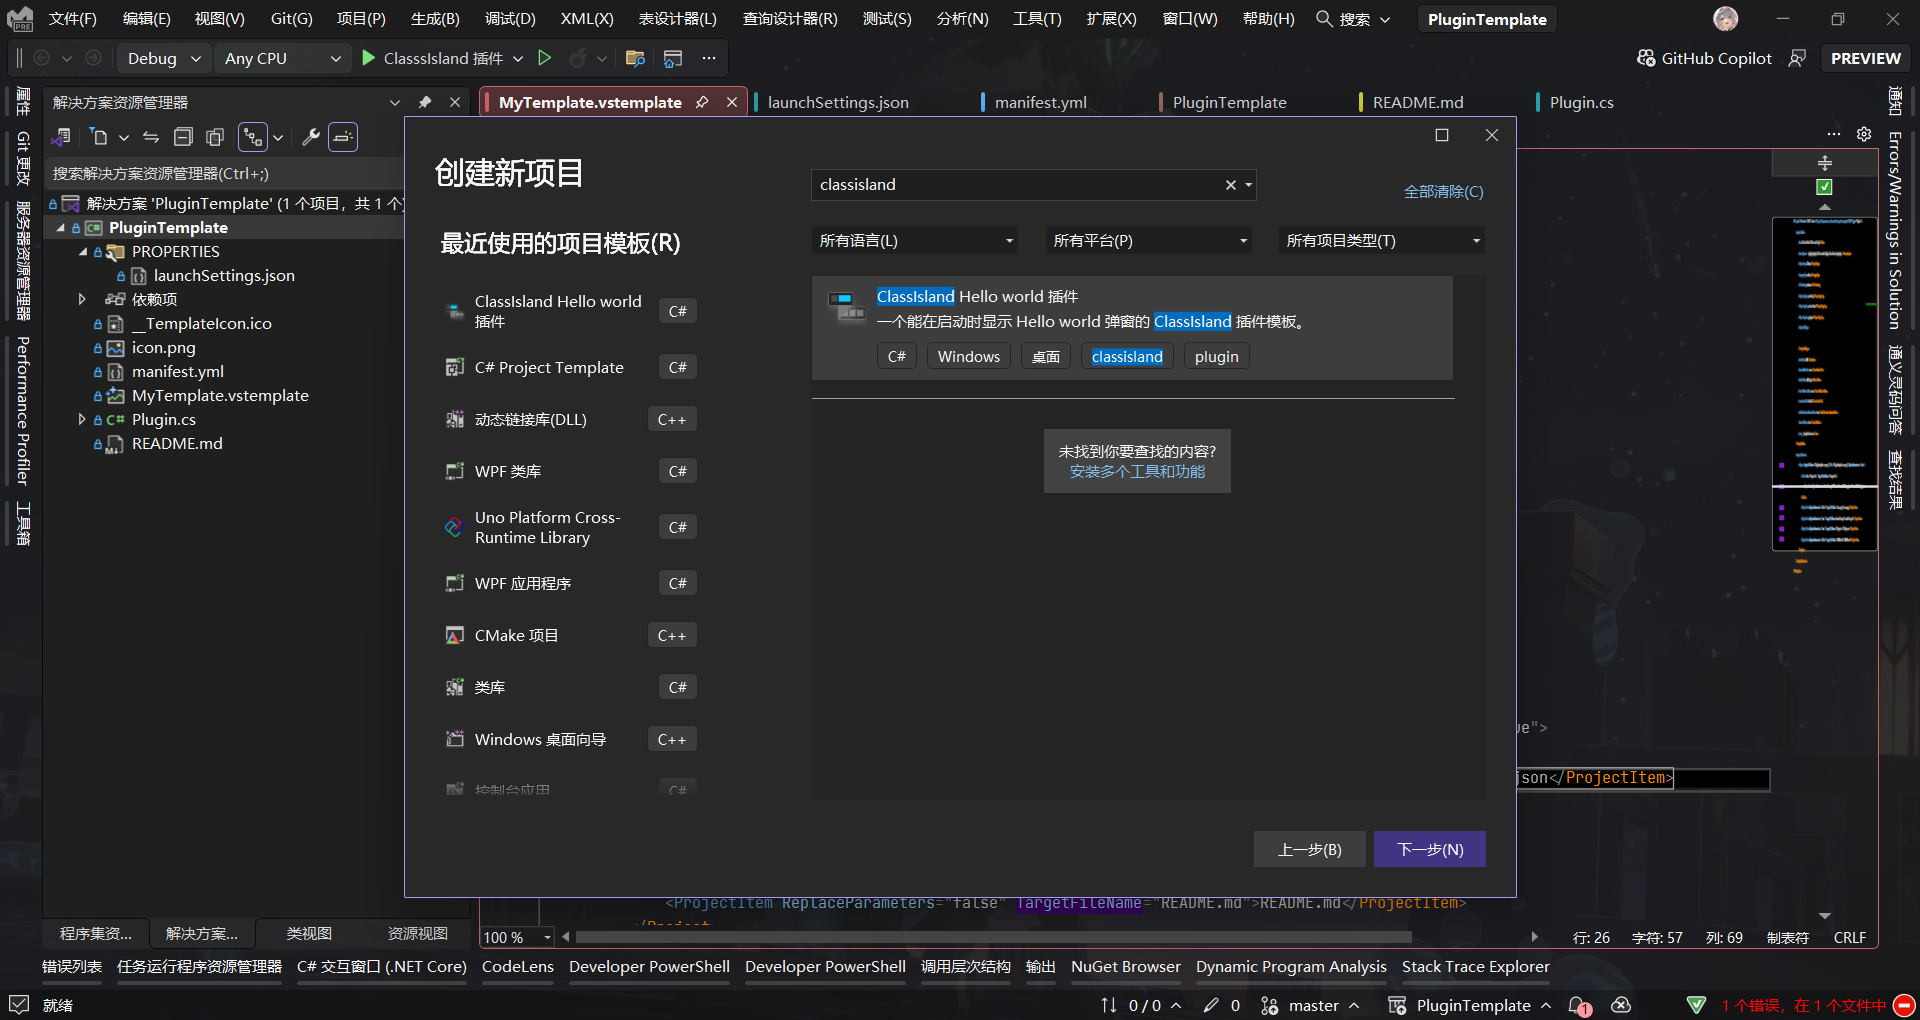 文件(F) 编辑(E) 视图(V) Git(G) 项目(P) 生成(B) 调试(D) XML(X) 表设计器(L) 查询设计器(R) 测试(S) 分析(N) 工具(T) 扩展(X) 窗口(W) 帮助(H) 搜索 PluginTemplate
PRE
Debug Any CPU ClasssIsland 插件 GitHub Copilot PREVIEW
属性
Git 更改
服务器资源管理器
Performance Profiler
工具箱
解决方案资源管理器
搜索解决方案资源管理器(Ctrl+;)
解决方案 'PluginTemplate' (1 个项目，共 1 个)
PluginTemplate
PROPERTIES
launchSettings.json
依赖项
__TemplateIcon.ico
icon.png
manifest.yml
MyTemplate.vstemplate
C# Plugin.cs
README.md
程序集资... 解决方案... 类视图 资源视图
MyTemplate.vstemplate launchSettings.json manifest.yml PluginTemplate README.md Plugin.cs
创建新项目
最近使用的项目模板(R)
ClassIsland Hello world 插件 C#
C# Project Template C#
动态链接库(DLL) C++
WPF 类库 C#
Uno Platform Cross-Runtime Library C#
WPF 应用程序 C#
CMake 项目 C++
类库 C#
Windows 桌面向导 C++
控制台应用 C#
classisland
全部清除(C)
所有语言(L) 所有平台(P) 所有项目类型(T)
ClassIsland Hello world 插件
一个能在启动时显示 Hello world 弹窗的 ClassIsland 插件模板。
C# Windows 桌面 classisland plugin
未找到你要查找的内容?
安装多个工具和功能
上一步(B) 下一步(N)
ue">
json</ProjectItem>
<ProjectItem ReplaceParameters="false" TargetFileName="README.md">README.md</ProjectItem>
100 % 行: 26 字符: 57 列: 69 制表符 CRLF
通知
Errors/Warnings in Solution
通义灵码问答
查找结果
错误列表 任务运行程序资源管理器 C# 交互窗口 (.NET Core) CodeLens Developer PowerShell Developer PowerShell 调用层次结构 输出 NuGet Browser Dynamic Program Analysis Stack Trace Explorer
就绪 0 / 0 0 master PluginTemplate 1 1 个错误，在 1 个文件中